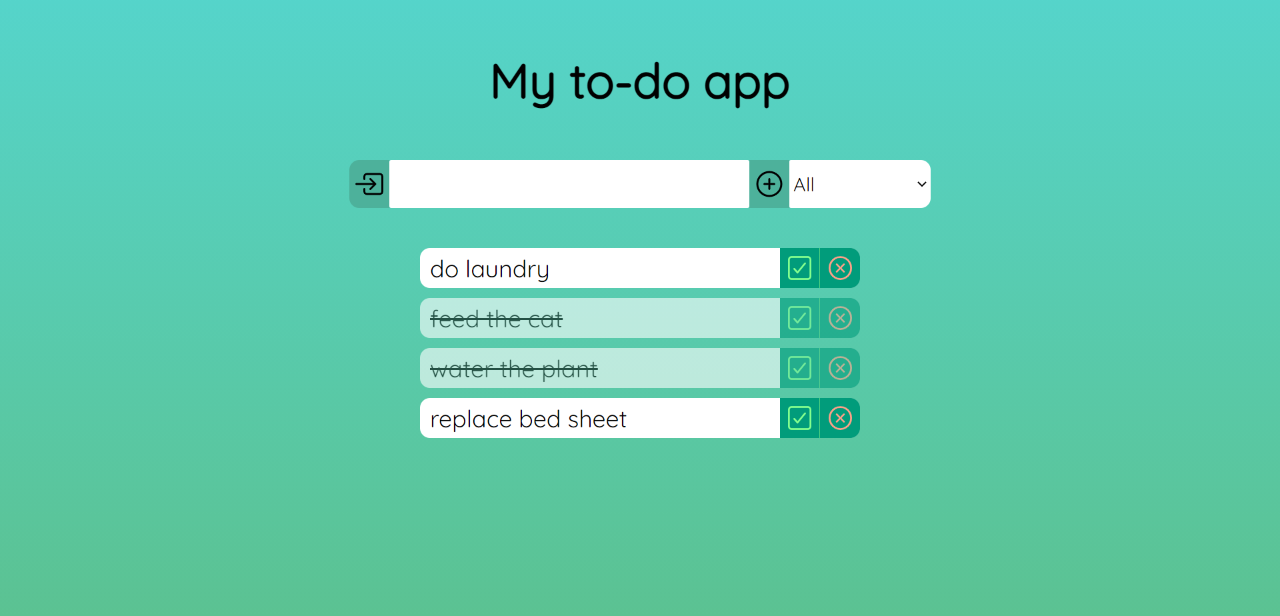 My to-do app
All
do laundry
feed the cat
water the plant
replace bed sheet